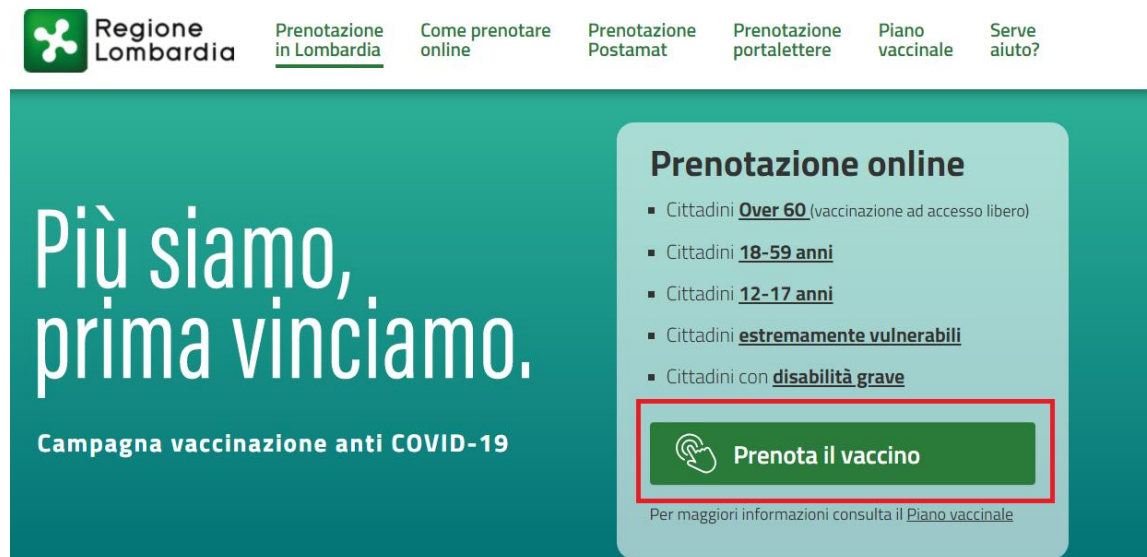 Regione
Lombardia
Prenotazione
in Lombardia
Come prenotare
online
Prenotazione
Postamat
Prenotazione
portalettere
Piano
vaccinale
Serve
aiuto?
Più siamo,
prima vinciamo.
Campagna vaccinazione anti COVID-19
Prenotazione online
▪ Cittadini Over 60 (vaccinazione ad accesso libero)
▪ Cittadini 18-59 anni
▪ Cittadini 12-17 anni
▪ Cittadini estremamente vulnerabili
▪ Cittadini con disabilità grave
Prenota il vaccino
Per maggiori informazioni consulta il Piano vaccinale